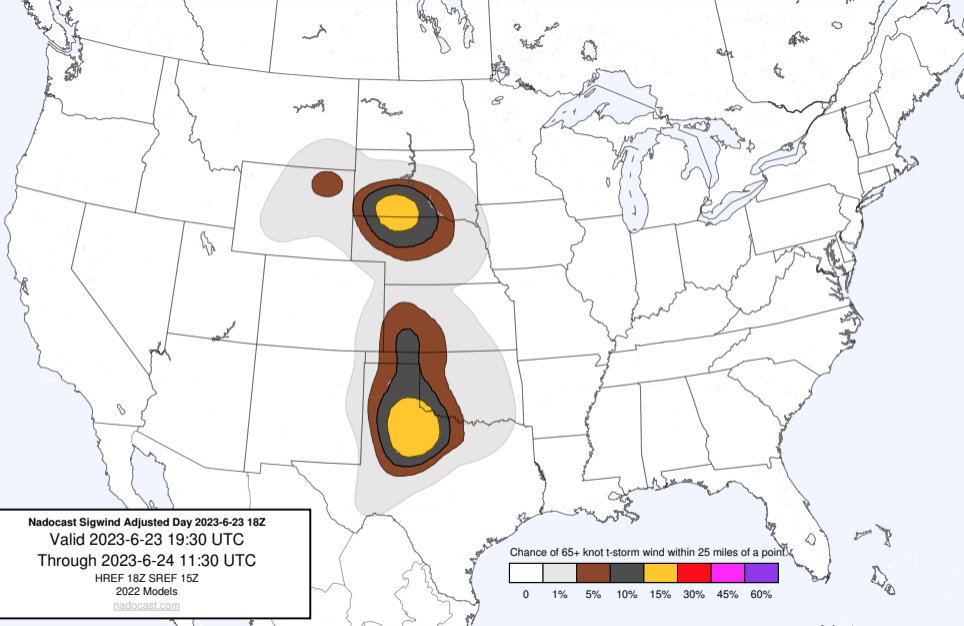 Nadocast Sigwind Adjusted Day 2023-6-23 18Z
Valid 2023-6-23 19:30 UTC
Through 2023-6-24 11:30 UTC
HREF 18Z SREF 15Z
2022 Models
nadocast.com
Chance of 65+ knot t-storm wind within 25 miles of a point.
0 1% 5% 10% 15% 30% 45% 60%